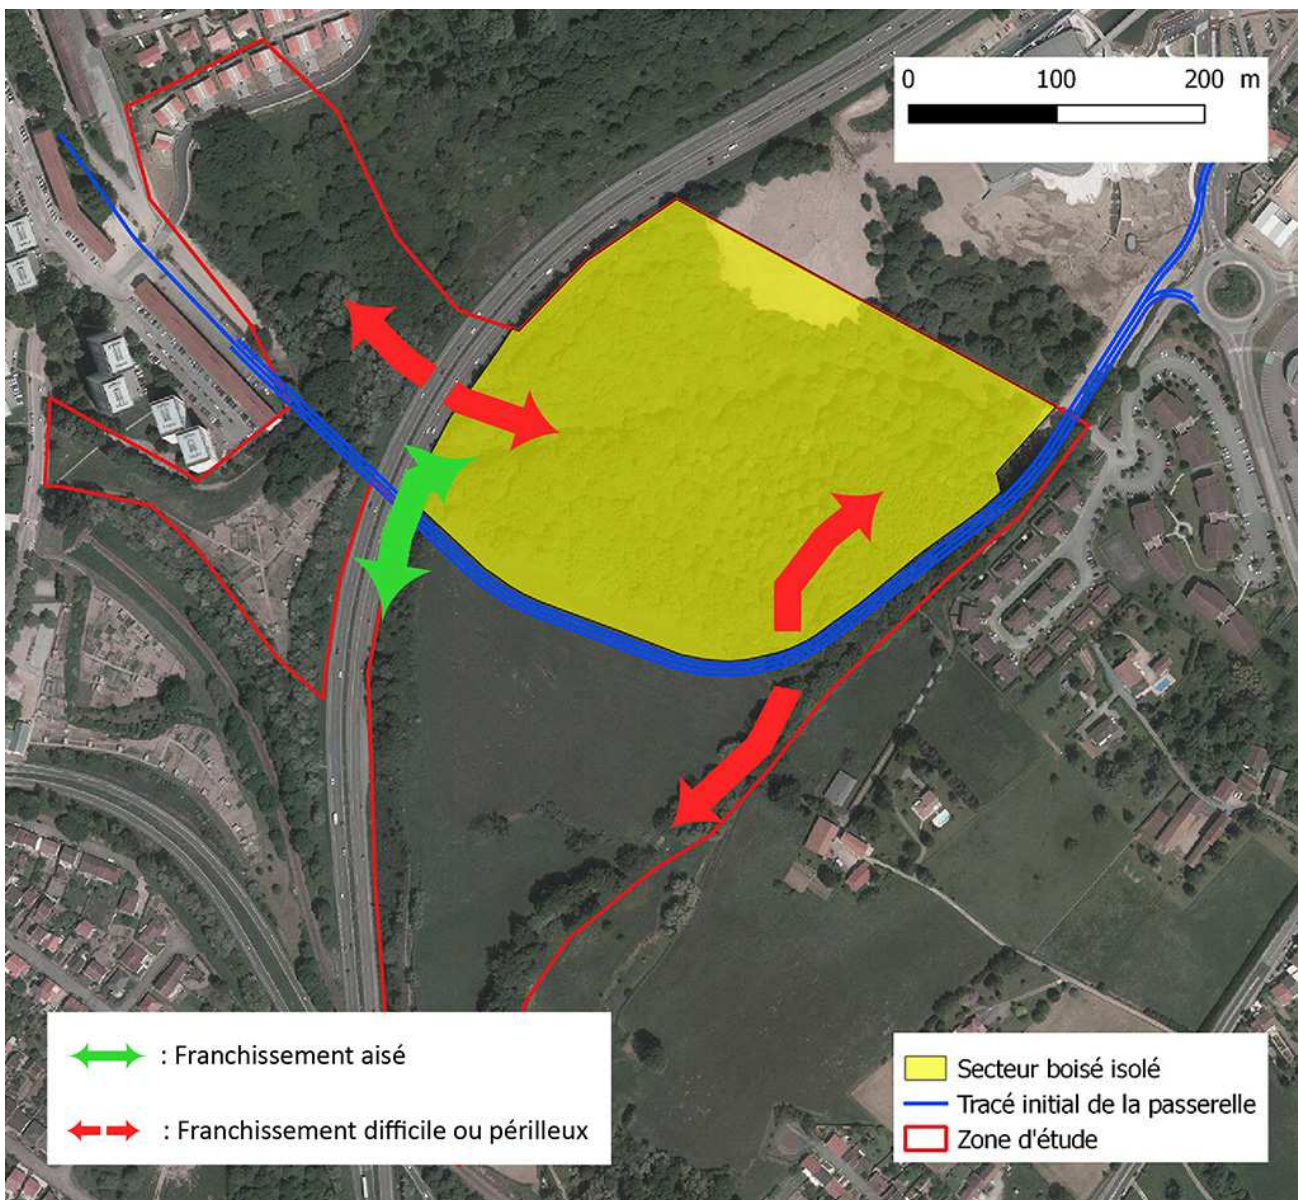 0 100 200 m
: Franchissement aisé
: Franchissement difficile ou périlleux
Secteur boisé isolé
Tracé initial de la passerelle
Zone d'étude